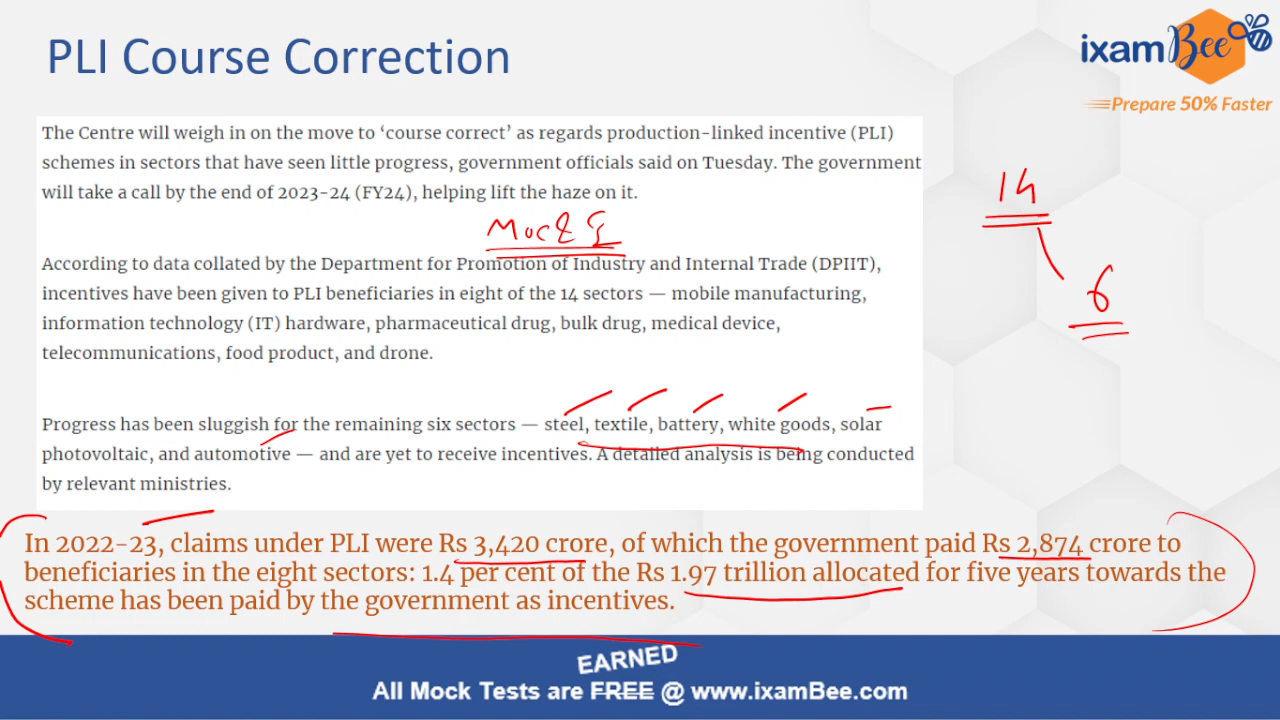 PLI Course Correction
ixamBee
Prepare 50% Faster
The Centre will weigh in on the move to ‘course correct’ as regards production-linked incentive (PLI)
schemes in sectors that have seen little progress, government officials said on Tuesday. The government
will take a call by the end of 2023-24 (FY24), helping lift the haze on it.
14
6
According to data collated by the Department for Promotion of Industry and Internal Trade (DPIIT),
incentives have been given to PLI beneficiaries in eight of the 14 sectors — mobile manufacturing,
information technology (IT) hardware, pharmaceutical drug, bulk drug, medical device,
telecommunications, food product, and drone.
Progress has been sluggish for the remaining six sectors — steel, textile, battery, white goods, solar
photovoltaic, and automotive — and are yet to receive incentives. A detailed analysis is being conducted
by relevant ministries.
In 2022-23, claims under PLI were Rs 3,420 crore, of which the government paid Rs 2,874 crore to
beneficiaries in the eight sectors: 1.4 per cent of the Rs 1.97 trillion allocated for five years towards the
scheme has been paid by the government as incentives.
EARNED
All Mock Tests are FREE @ www.ixamBee.com